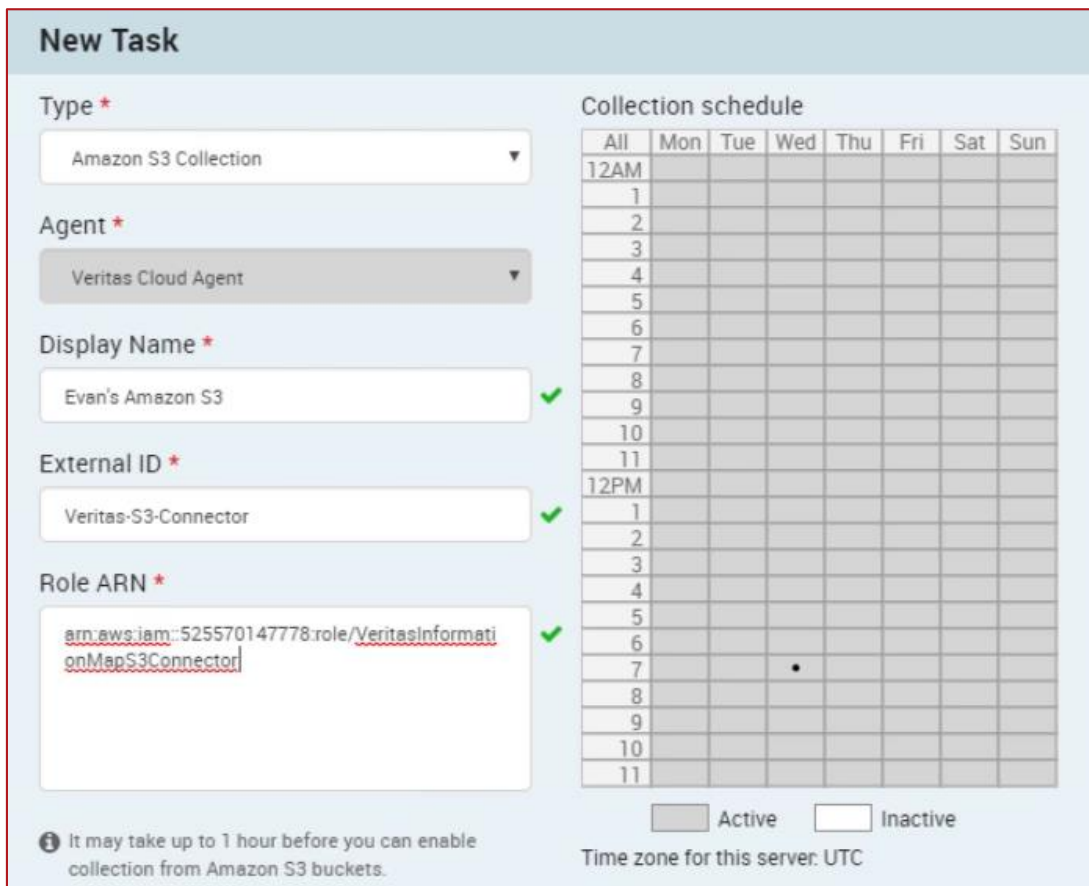 New Task
Type *
Amazon S3 Collection
Agent *
Veritas Cloud Agent
Display Name *
Evan's Amazon S3
External ID *
Veritas-S3-Connector
Role ARN *
arn:aws:iam::525570147778:role/VeritasInformati
onMapS3Connector
It may take up to 1 hour before you can enable
collection from Amazon S3 buckets.
Collection schedule
All Mon Tue Wed Thu Fri Sat Sun
12AM
1
2
3
4
5
6
7
8
9
10
11
12PM
1
2
3
4
5
6
7
8
9
10
11
Active Inactive
Time zone for this server: UTC